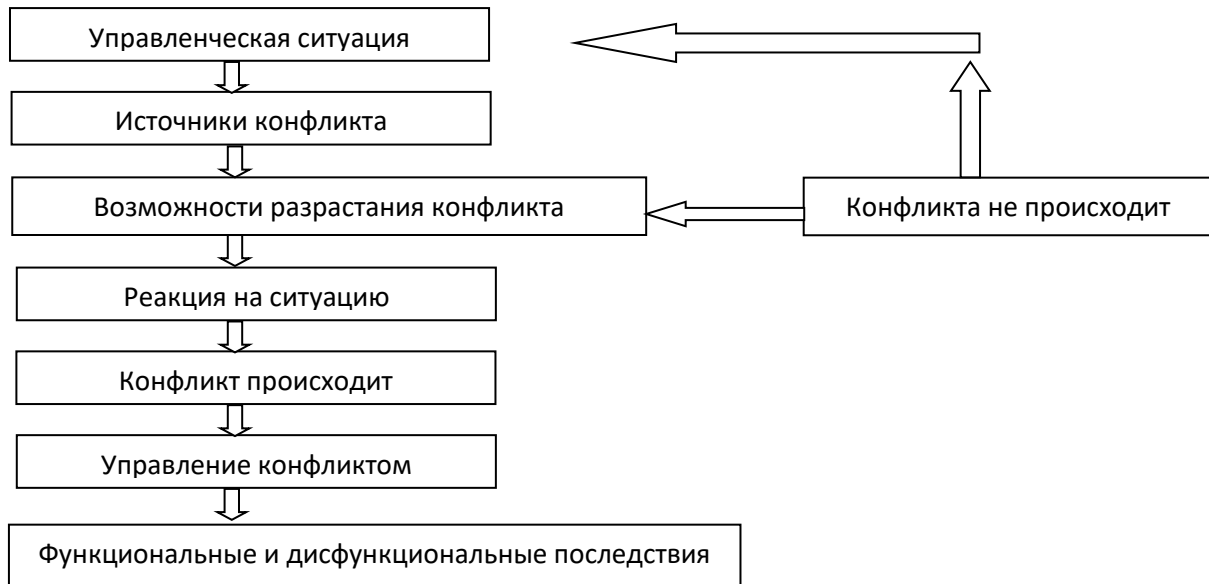 Управленческая ситуация
Источники конфликта
Возможности разрастания конфликта
Конфликта не происходит
Реакция на ситуацию
Конфликт происходит
Управление конфликтом
Функциональные и дисфункциональные последствия